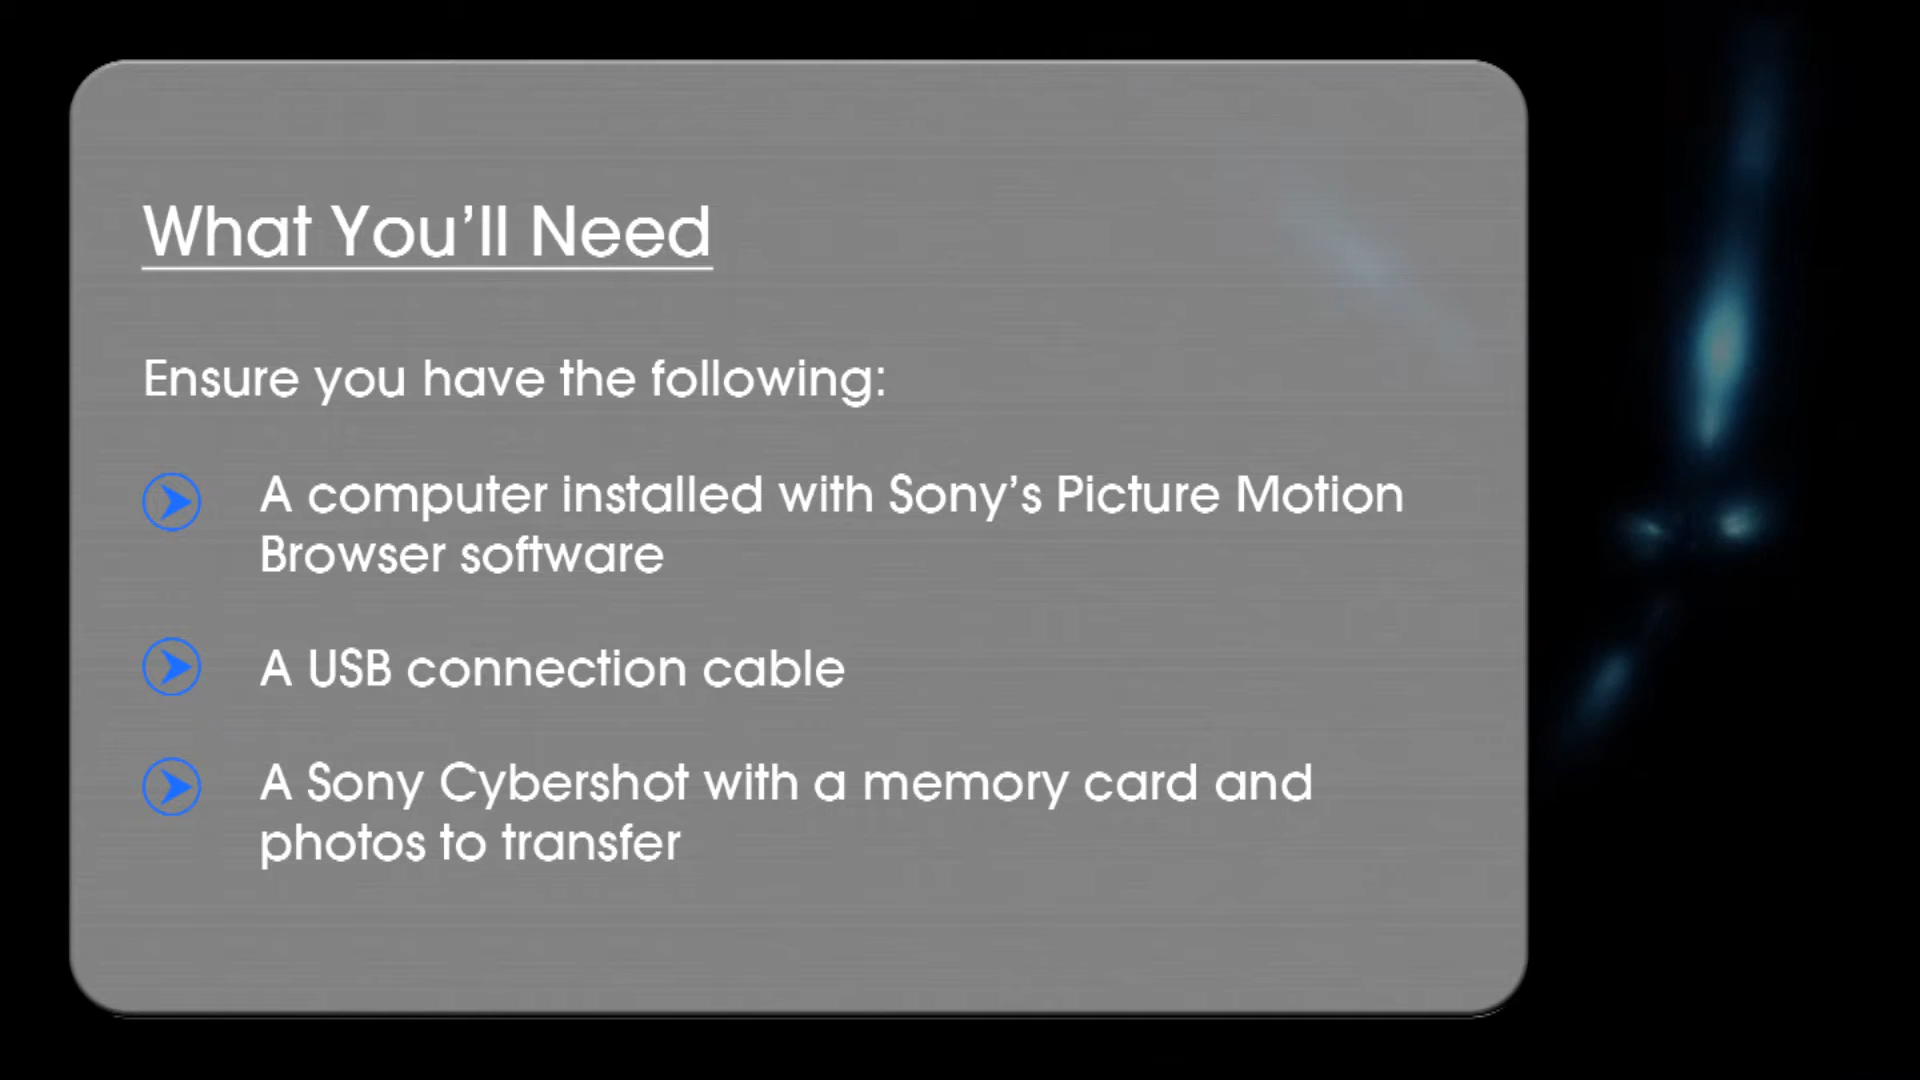 What You’ll Need
Ensure you have the following:
A computer installed with Sony’s Picture Motion
Browser software
A USB connection cable
A Sony Cybershot with a memory card and
photos to transfer